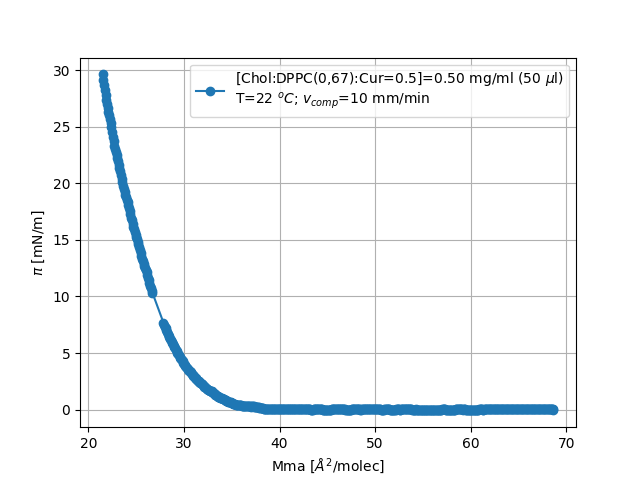 [Chol:DPPC(0,67):Cur=0.5]=0.50 mg/ml (50 μl)
T=22 °C; v_comp=10 mm/min
30
25
20
15
10
5
0
π [mN/m]
20 30 40 50 60 70
Mma [Å²/molec]